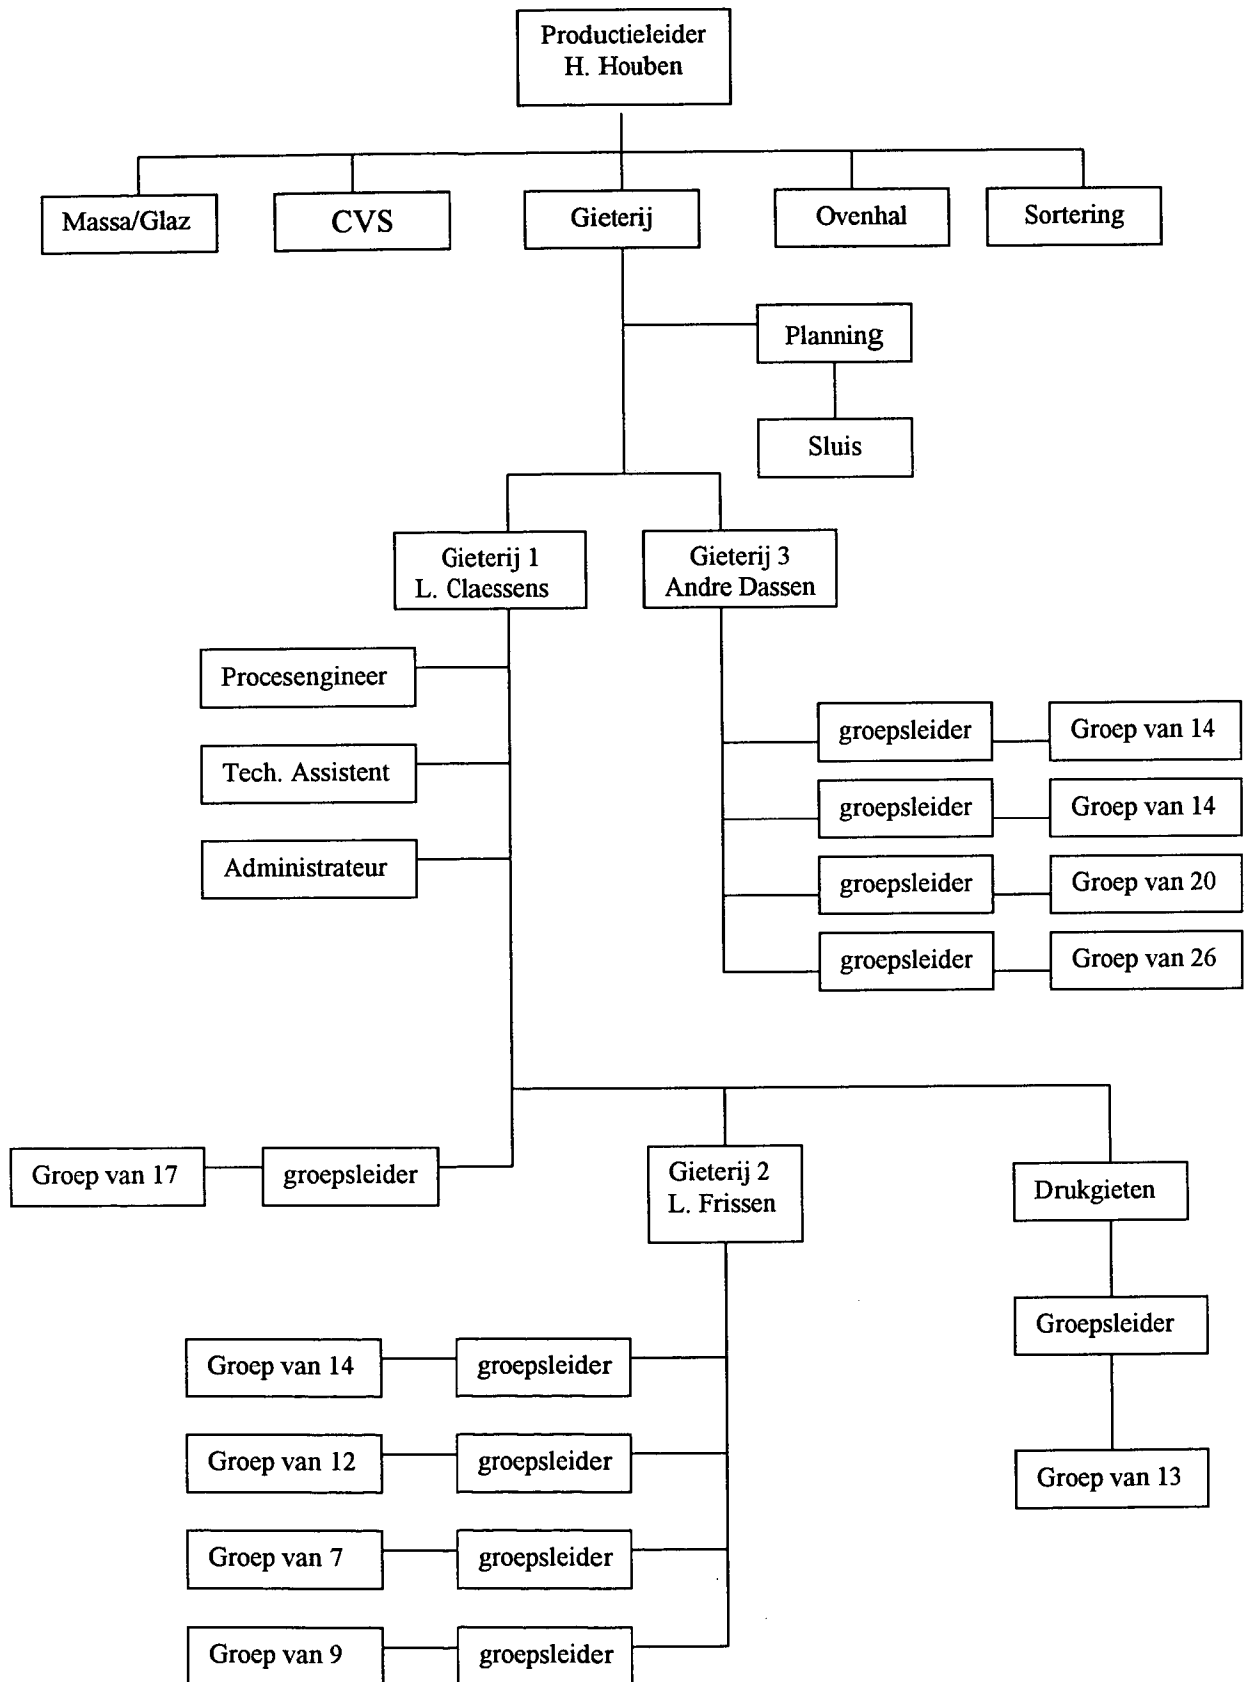 Productieleider
H. Houben
Massa/Glaz
CVS
Gieterij
Ovenhal
Sortering
Planning
Sluis
Gieterij 1
L. Claessens
Gieterij 3
Andre Dassen
Procesengineer
Tech. Assistent
Administrateur
groepsleider
Groep van 14
groepsleider
Groep van 14
groepsleider
Groep van 20
groepsleider
Groep van 26
Groep van 17
groepsleider
Gieterij 2
L. Frissen
Drukgieten
Groepsleider
Groep van 13
Groep van 14
groepsleider
Groep van 12
groepsleider
Groep van 7
groepsleider
Groep van 9
groepsleider